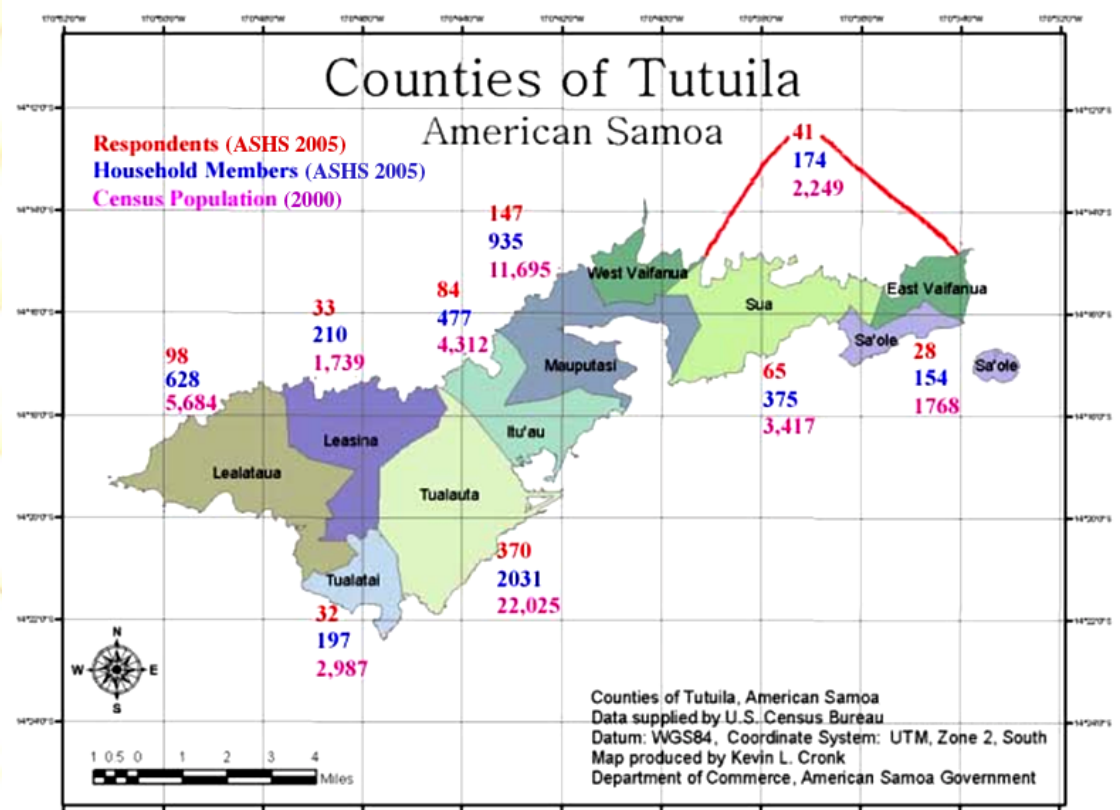 Counties of Tutuila
American Samoa
Respondents (ASHS 2005)
Household Members (ASHS 2005)
Census Population (2000)
41
174
2,249
147
935
11,695
84
477
4,312
33
210
1,739
98
628
5,684
West Vaifanua
East Vaifanua
Sua
Sa'ole
Sa'ole
28
154
1768
65
375
3,417
Mauputasi
Itu'au
Leasina
Lealataua
Tualauta
370
2031
22,025
Tualatai
32
197
2,987
N
W E
S
1 0.5 0 1 2 3 4
Miles
Counties of Tutuila, American Samoa
Data supplied by U.S. Census Bureau
Datum: WGS84, Coordinate System: UTM, Zone 2, South
Map produced by Kevin L. Cronk
Department of Commerce, American Samoa Government